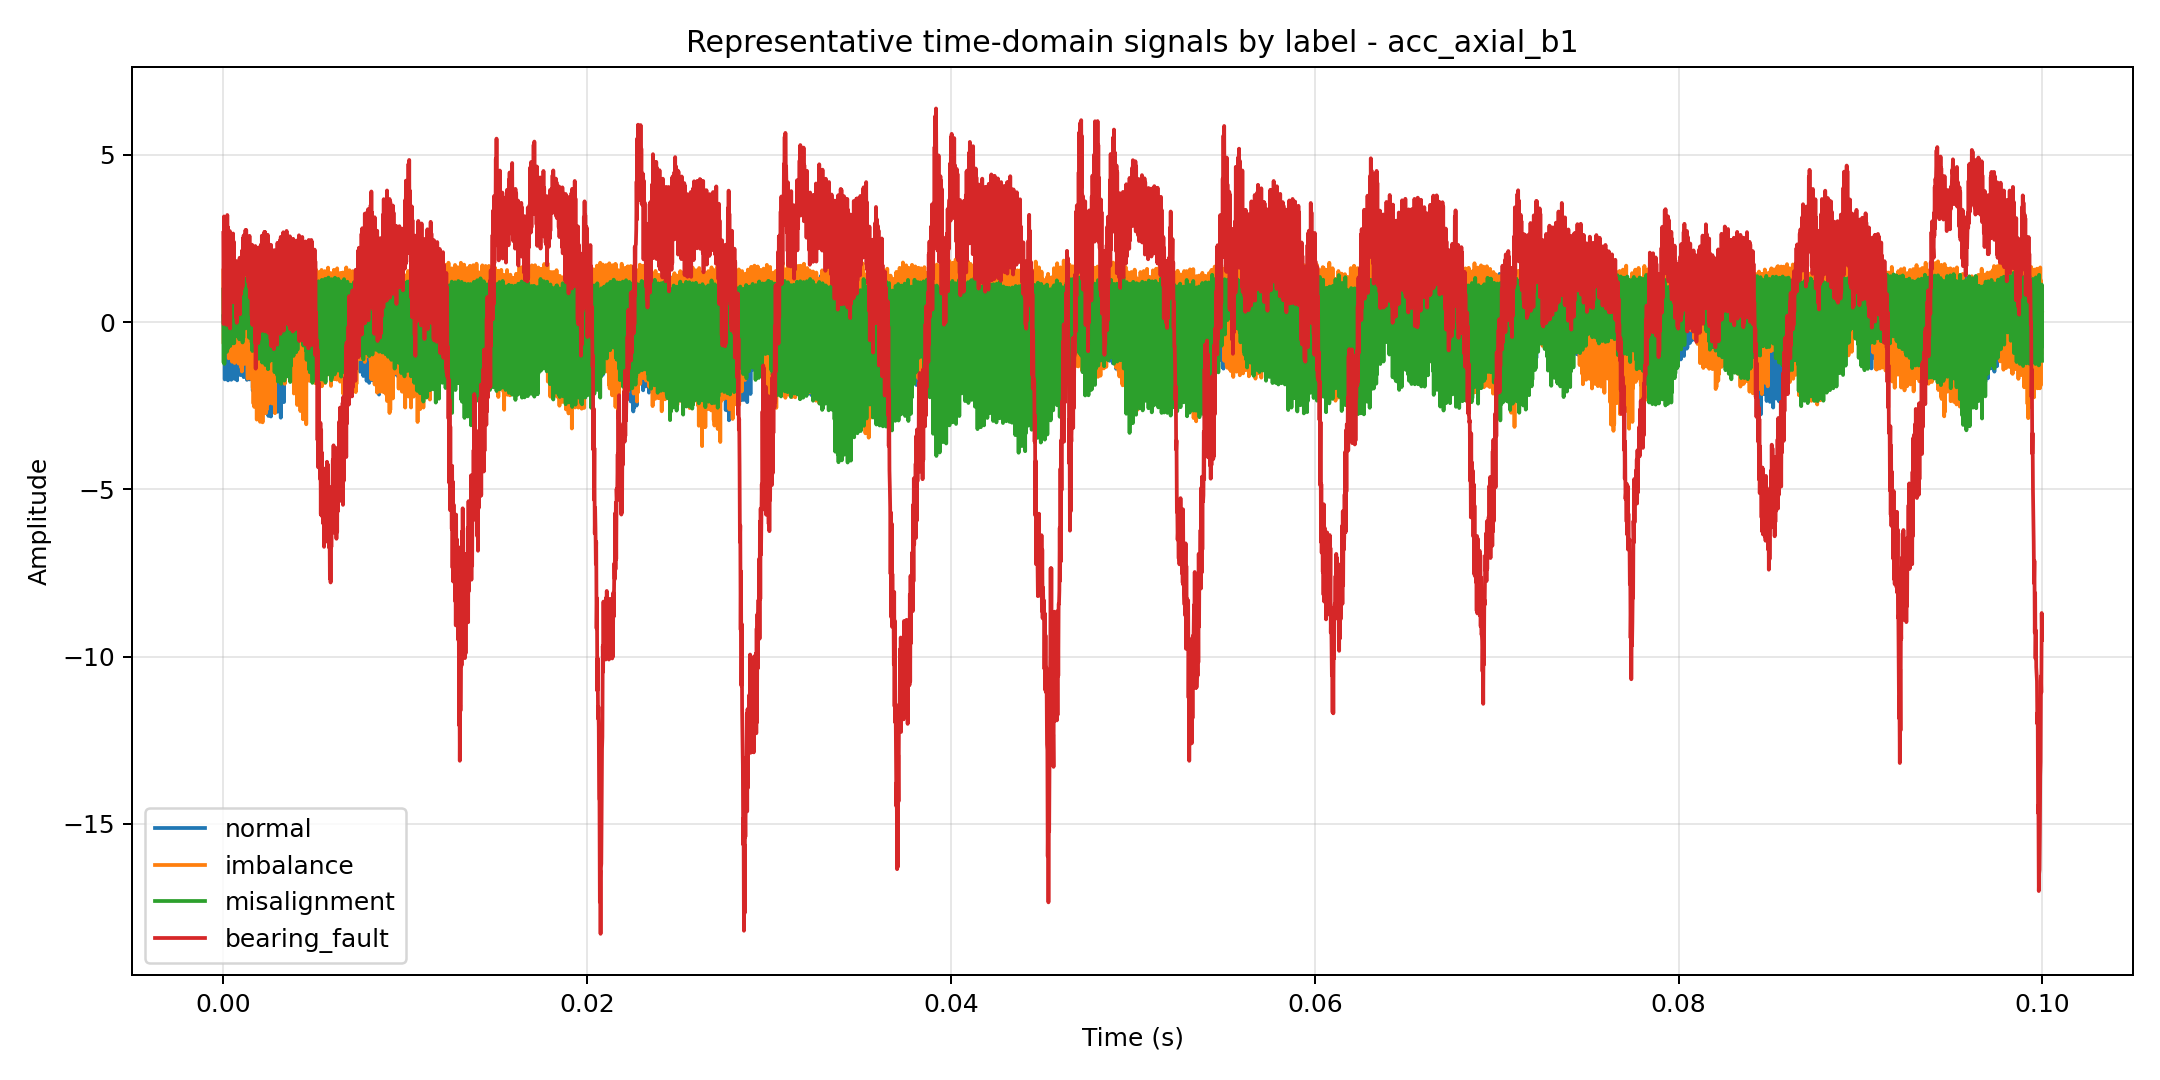 Representative time-domain signals by label - acc_axial_b1
5
0
−5
−10
−15
Amplitude
normal
imbalance
misalignment
bearing_fault
0.00 0.02 0.04 0.06 0.08 0.10
Time (s)